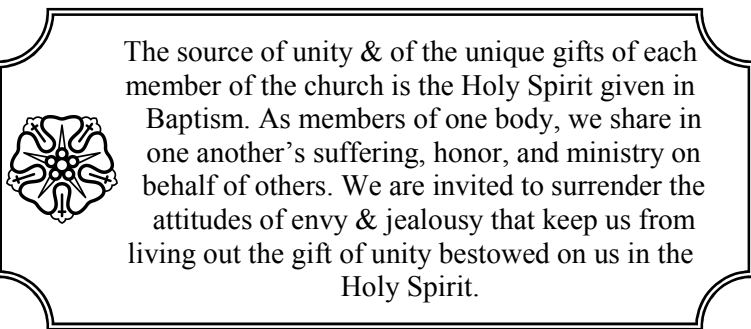 The source of unity & of the unique gifts of each
member of the church is the Holy Spirit given in
Baptism. As members of one body, we share in
one another’s suffering, honor, and ministry on
behalf of others. We are invited to surrender the
attitudes of envy & jealousy that keep us from
living out the gift of unity bestowed on us in the
Holy Spirit.